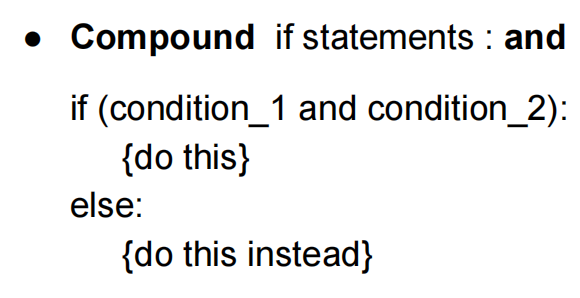 ● Compound if statements : and
if (condition_1 and condition_2):
{do this}
else:
{do this instead}